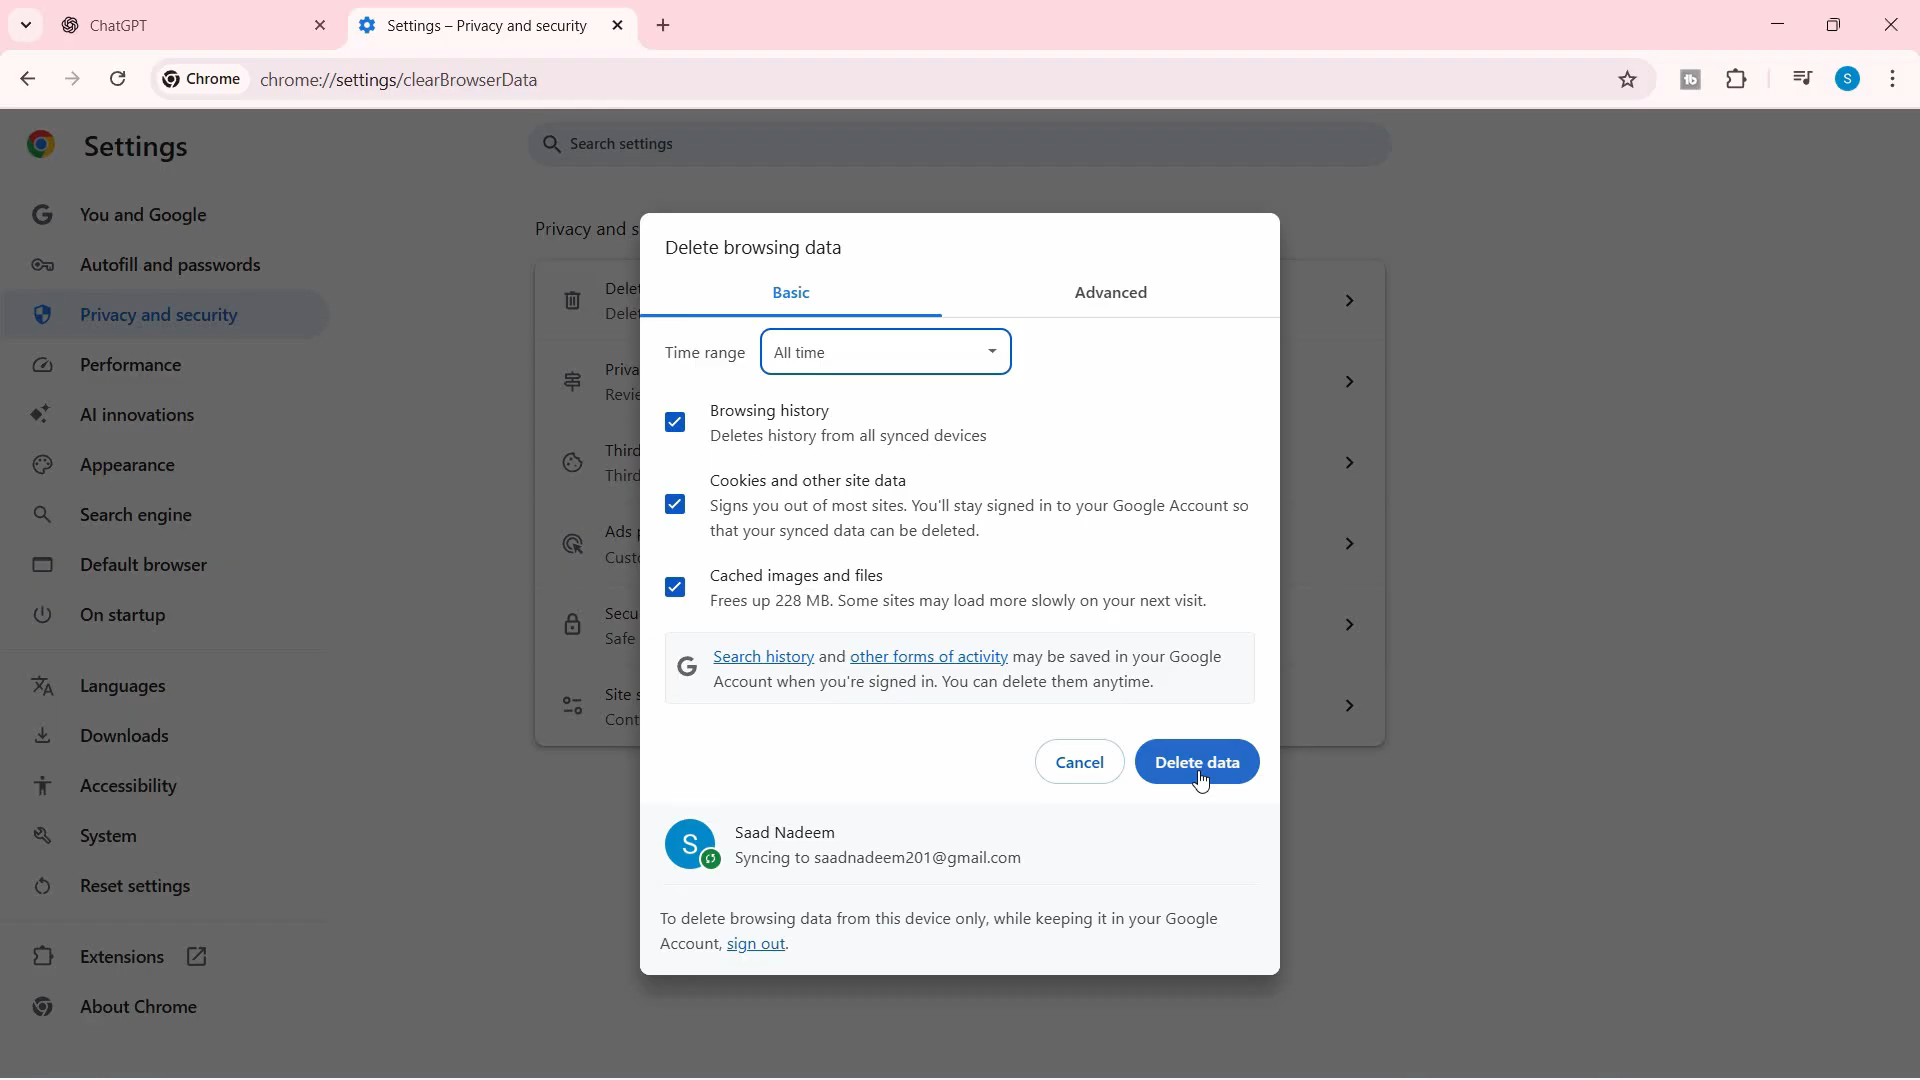 ChatGPT
Settings – Privacy and security
Chrome
chrome://settings/clearBrowserData
Settings
Search settings
You and Google
Autofill and passwords
Privacy and security
Performance
AI innovations
Appearance
Search engine
Default browser
On startup
Languages
Downloads
Accessibility
System
Reset settings
Extensions
About Chrome
Privacy and s
Delet
Delet
Priva
Revie
Third
Third
Ads p
Custo
Secu
Safe
Site s
Cont
Delete browsing data
Basic
Advanced
Time range
All time
Browsing history
Deletes history from all synced devices
Cookies and other site data
Signs you out of most sites. You'll stay signed in to your Google Account so
that your synced data can be deleted.
Cached images and files
Frees up 228 MB. Some sites may load more slowly on your next visit.
Search history and other forms of activity may be saved in your Google
Account when you're signed in. You can delete them anytime.
Cancel
Delete data
S
Saad Nadeem
Syncing to saadnadeem201@gmail.com
To delete browsing data from this device only, while keeping it in your Google
Account, sign out.